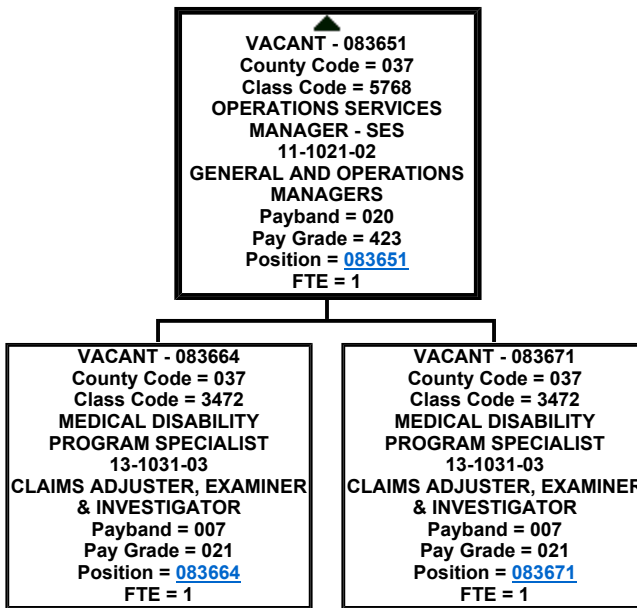 VACANT - 083651
County Code = 037
Class Code = 5768
OPERATIONS SERVICES
MANAGER - SES
11-1021-02
GENERAL AND OPERATIONS
MANAGERS
Payband = 020
Pay Grade = 423
Position = 083651
FTE = 1
VACANT - 083664
County Code = 037
Class Code = 3472
MEDICAL DISABILITY
PROGRAM SPECIALIST
13-1031-03
CLAIMS ADJUSTER, EXAMINER
& INVESTIGATOR
Payband = 007
Pay Grade = 021
Position = 083664
FTE = 1
VACANT - 083671
County Code = 037
Class Code = 3472
MEDICAL DISABILITY
PROGRAM SPECIALIST
13-1031-03
CLAIMS ADJUSTER, EXAMINER
& INVESTIGATOR
Payband = 007
Pay Grade = 021
Position = 083671
FTE = 1